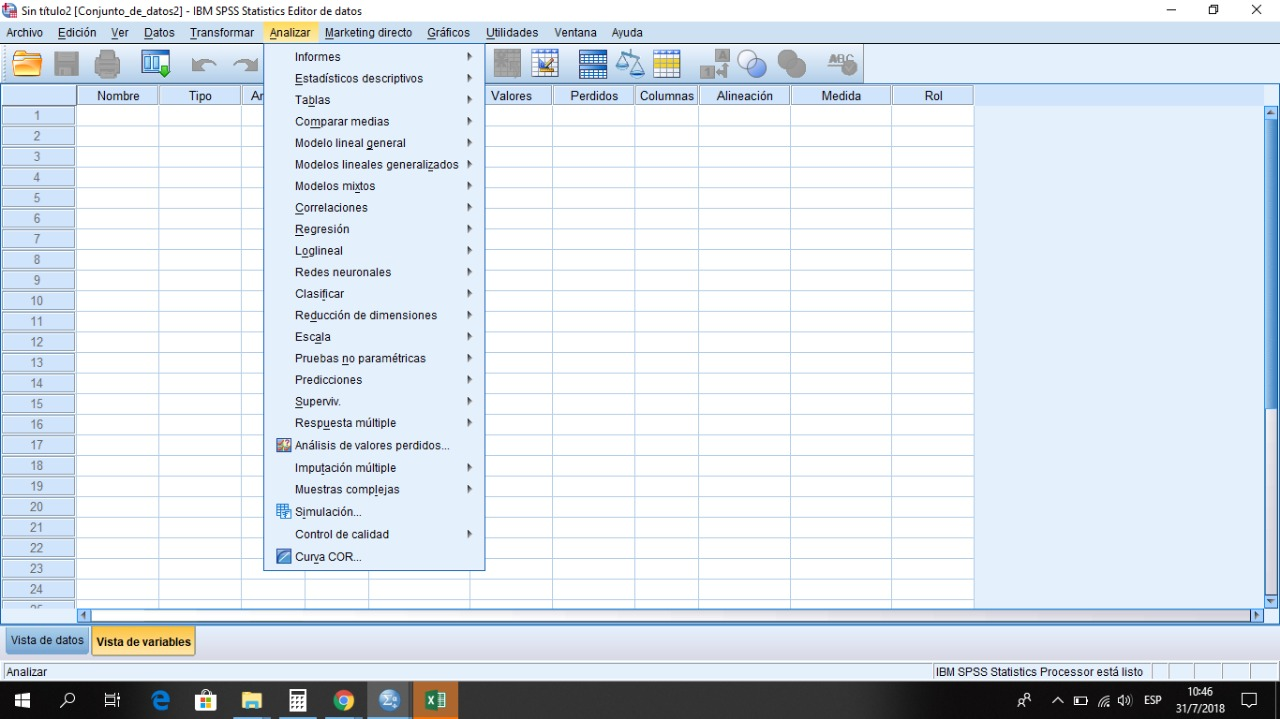 Sin título2 [Conjunto_de_datos2] - IBM SPSS Statistics Editor de datos
Archivo Edición Ver Datos Transformar Analizar Marketing directo Gráficos Utilidades Ventana Ayuda
Nombre Tipo Valores Perdidos Columnas Alineación Medida Rol
1
2
3
4
5
6
7
8
9
10
11
12
13
14
15
16
17
18
19
20
21
22
23
24
Informes
Estadísticos descriptivos
Tablas
Comparar medias
Modelo lineal general
Modelos lineales generalizados
Modelos mixtos
Correlaciones
Regresión
Loglineal
Redes neuronales
Clasificar
Reducción de dimensiones
Escala
Pruebas no paramétricas
Predicciones
Superviv.
Respuesta múltiple
Análisis de valores perdidos...
Imputación múltiple
Muestras complejas
Simulación...
Control de calidad
Curva COR...
Vista de datos Vista de variables
Analizar IBM SPSS Statistics Processor está listo
ESP 10:46
31/7/2018